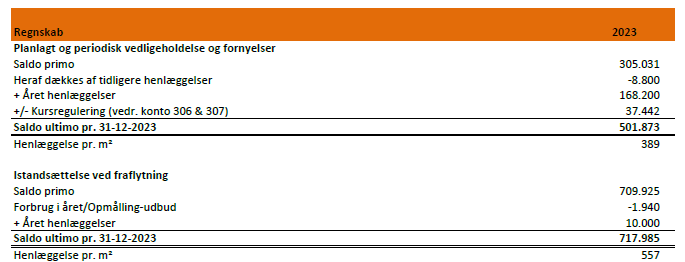 Regnskab 2023
Planlagt og periodisk vedligeholdelse og fornyelser
Saldo primo 305.031
Heraf dækkes af tidligere henlæggelser -8.800
+ Året henlæggelser 168.200
+/- Kursregulering (vedr. konto 306 & 307) 37.442
Saldo ultimo pr. 31-12-2023 501.873
Henlæggelse pr. m² 389
Istandsættelse ved fraflytning
Saldo primo 709.925
Forbrug i året/Opmålling-udbud -1.940
+ Året henlæggelser 10.000
Saldo ultimo pr. 31-12-2023 717.985
Henlæggelse pr. m² 557